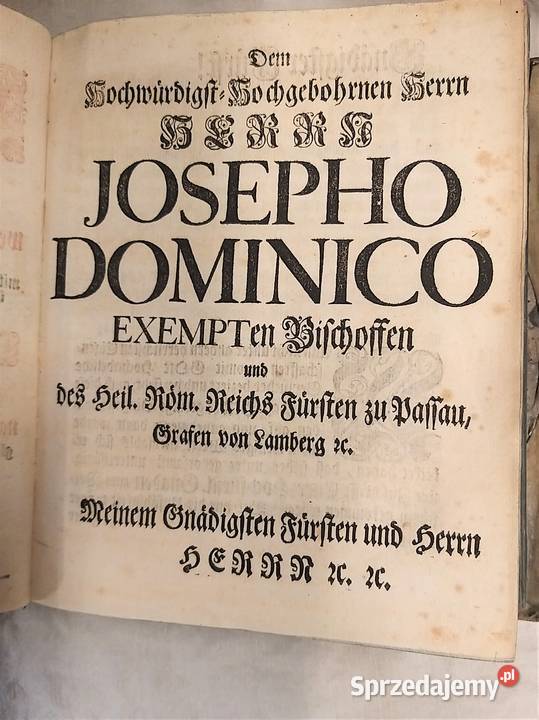 Dem
Hochwürdigst-Hochgebohrnen Herrn
HERRN
JOSEPHO
DOMINICO
EXEMPTen Bischoffen
und
des Heil. Röm. Reichs Fürsten zu Passau,
Grafen von Lamberg ꝛc.
Meinem Gnädigsten Fürsten und Herrn
HERRN ꝛc. ꝛc.
Sprzedajemy.pl